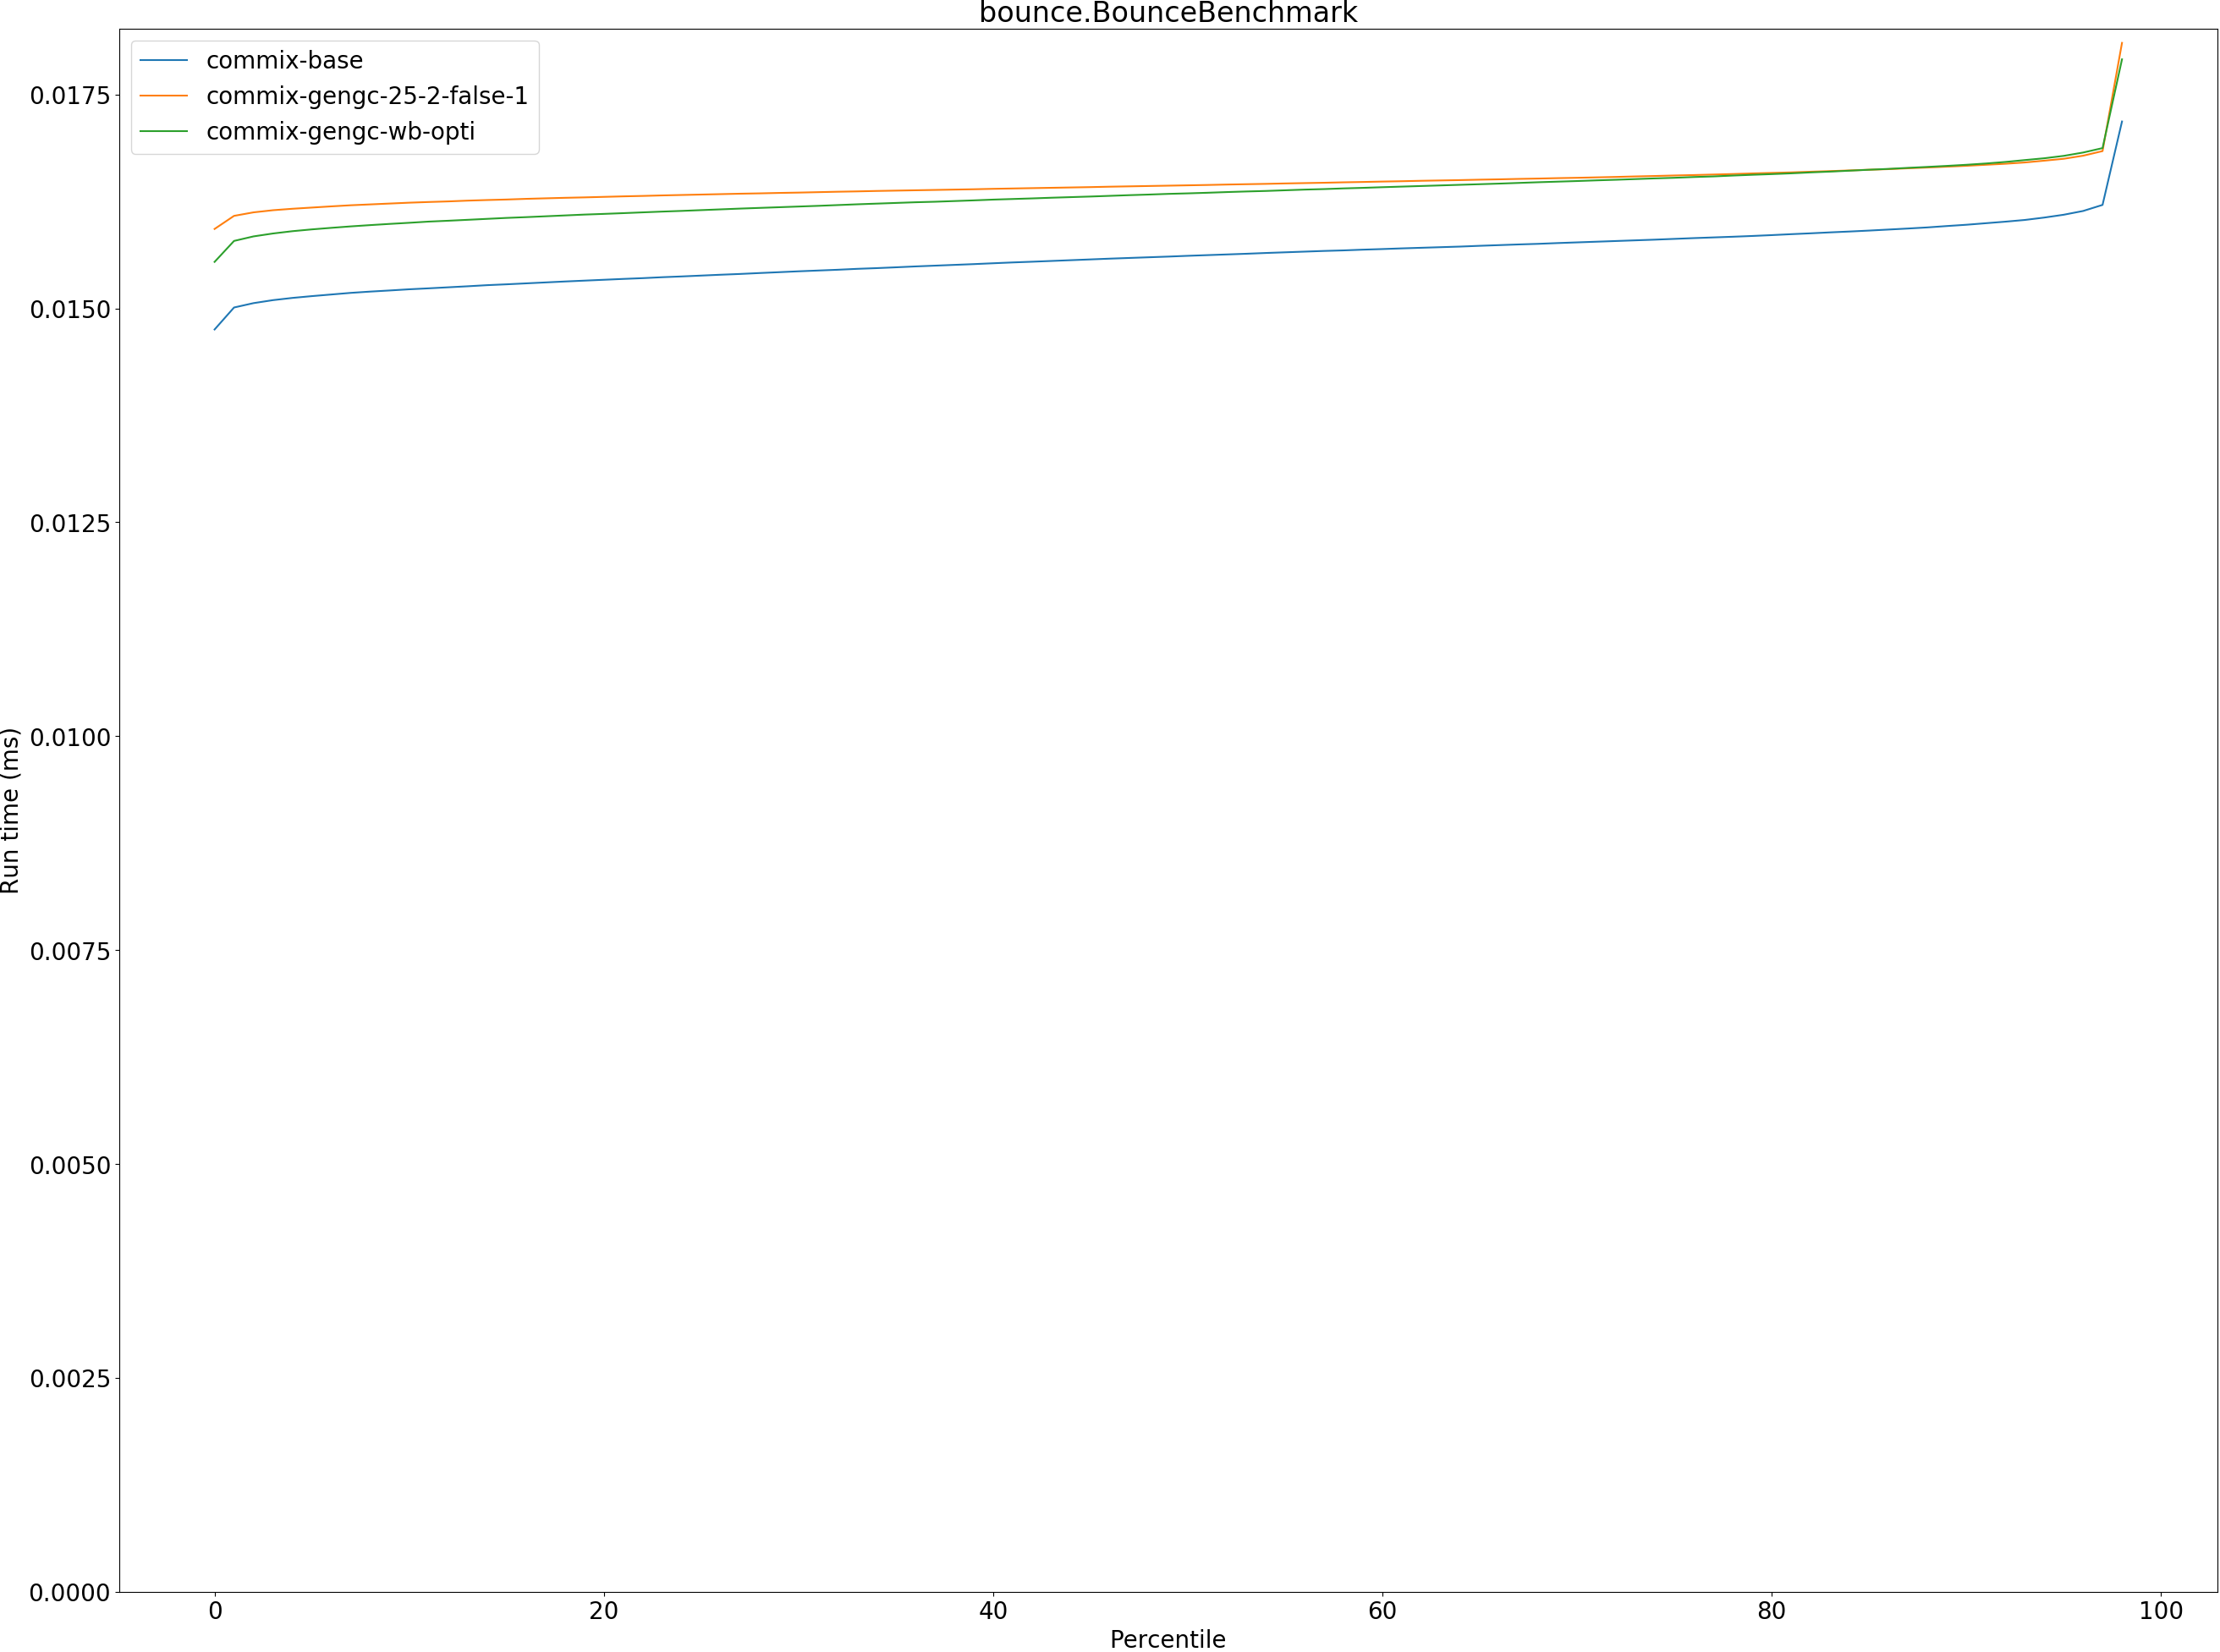 bounce.BounceBenchmark
commix-base
commix-gengc-25-2-false-1
commix-gengc-wb-opti
0.0175
0.0150
0.0125
0.0100
0.0075
0.0050
0.0025
0.0000
Run time (ms)
0 20 40 60 80 100
Percentile